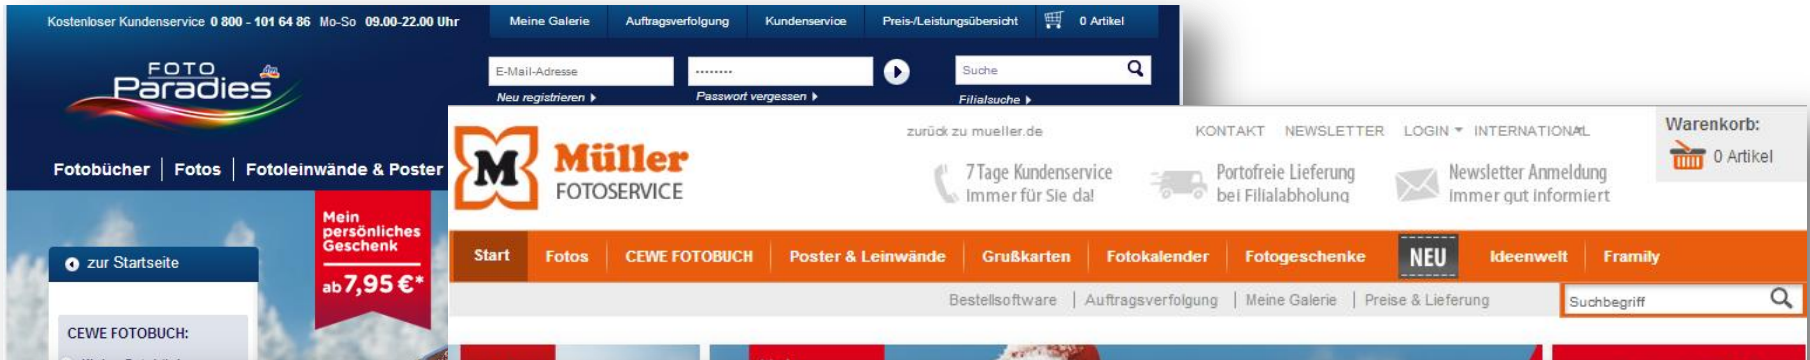 Kostenloser Kundenservice 0 800 - 101 64 86 Mo-So 09.00-22.00 Uhr
Meine Galerie Auftragsverfolgung Kundenservice Preis-/Leistungsübersicht 0 Artikel
FOTO
Paradies
dm
E-Mail-Adresse ········ Suche
Neu registrieren Passwort vergessen Filialsuche
Fotobücher Fotos Fotoleinwände & Poster
Mein
persönliches
Geschenk
ab 7,95 €*
zur Startseite
CEWE FOTOBUCH:
M Müller
FOTOSERVICE
zurück zu mueller.de KONTAKT NEWSLETTER LOGIN INTERNATIONAL
Warenkorb:
0 Artikel
7 Tage Kundenservice
Immer für Sie da!
Portofreie Lieferung
bei Filialabholung
Newsletter Anmeldung
Immer gut informiert
Start Fotos CEWE FOTOBUCH Poster & Leinwände Grußkarten Fotokalender Fotogeschenke NEU Ideenwelt Framily
Bestellsoftware | Auftragsverfolgung | Meine Galerie | Preise & Lieferung
Suchbegriff